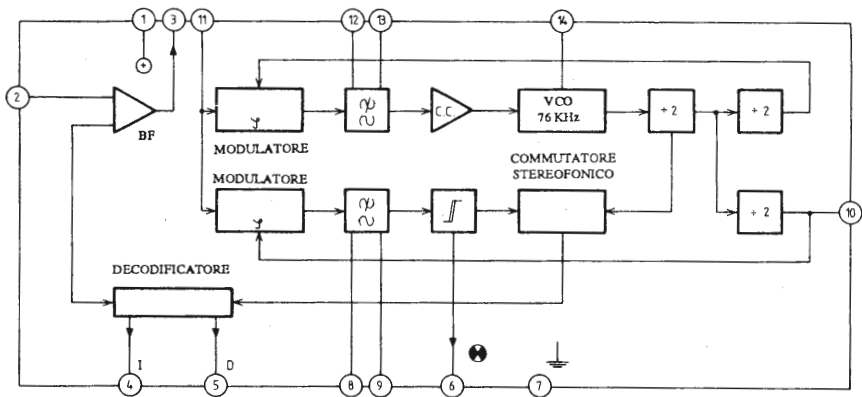 1 3 11 12 13 14
2
+
BF
φ
MODULATORE
C.C.
VCO
76 KHz
÷ 2
÷ 2
MODULATORE
φ
COMMUTATORE
STEREOFONICO
÷ 2
10
DECODIFICATORE
I D
4 5 8 9 6 7